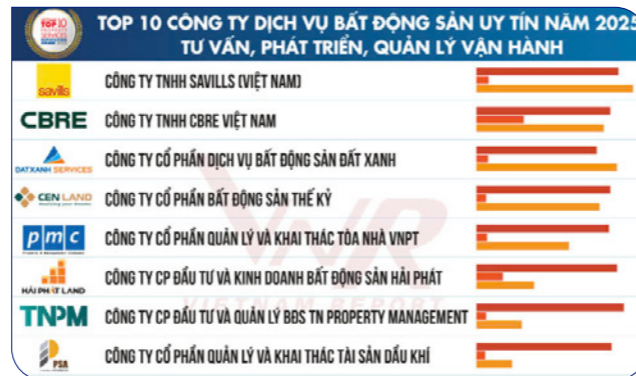 TOP 10 CÔNG TY DỊCH VỤ BẤT ĐỘNG SẢN UY TÍN NĂM 2025
TƯ VẤN, PHÁT TRIỂN, QUẢN LÝ VẬN HÀNH
savills
CÔNG TY TNHH SAVILLS (VIỆT NAM)
CBRE
CÔNG TY TNHH CBRE VIỆT NAM
DATXANH SERVICES
CÔNG TY CỔ PHẦN DỊCH VỤ BẤT ĐỘNG SẢN ĐẤT XANH
CEN LAND
CÔNG TY CỔ PHẦN BẤT ĐỘNG SẢN THẾ KỶ
pmc
CÔNG TY CỔ PHẦN QUẢN LÝ VÀ KHAI THÁC TÒA NHÀ VNPT
HẢI PHÁT LAND
CÔNG TY CP ĐẦU TƯ VÀ KINH DOANH BẤT ĐỘNG SẢN HẢI PHÁT
TNPM
CÔNG TY CP ĐẦU TƯ VÀ QUẢN LÝ BĐS TN PROPERTY MANAGEMENT
PSA
CÔNG TY CỔ PHẦN QUẢN LÝ VÀ KHAI THÁC TÀI SẢN DẦU KHÍ
VNR
VIETNAM REPORT